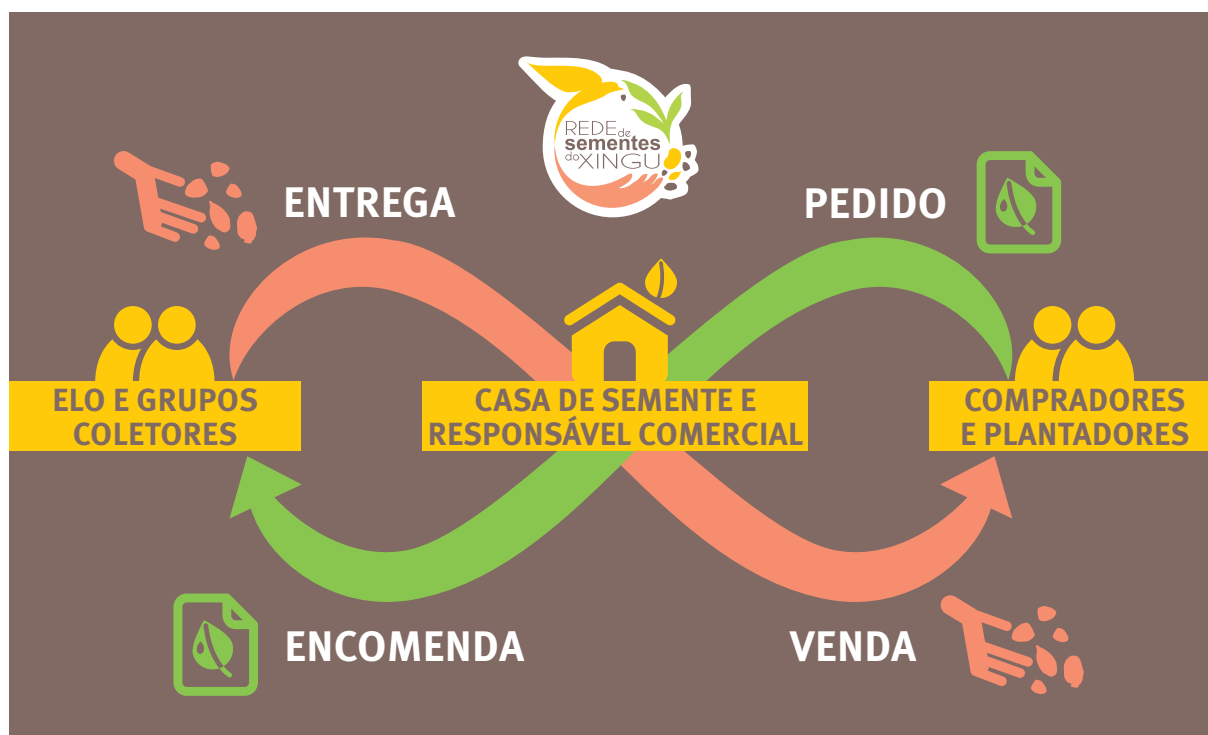 REDE de
sementes
do XINGU
ENTREGA
PEDIDO
ELO E GRUPOS
COLETORES
CASA DE SEMENTE E
RESPONSÁVEL COMERCIAL
COMPRADORES
E PLANTADORES
ENCOMENDA
VENDA